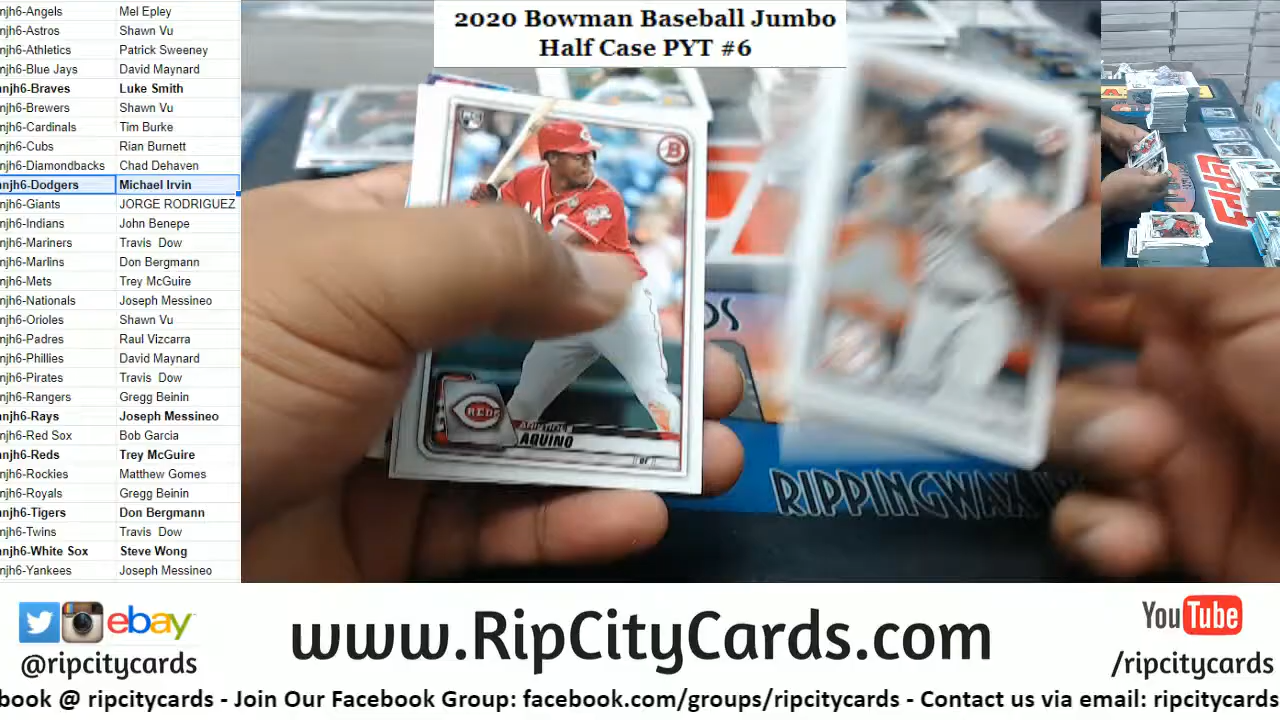 2020 Bowman Baseball Jumbo
Half Case PYT #6
njh6-Angels Mel Epley
njh6-Astros Shawn Vu
njh6-Athletics Patrick Sweeney
njh6-Blue Jays David Maynard
njh6-Braves Luke Smith
njh6-Brewers Shawn Vu
njh6-Cardinals Tim Burke
njh6-Cubs Rian Burnett
njh6-Diamondbacks Chad Dehaven
njh6-Dodgers Michael Irvin
njh6-Giants JORGE RODRIGUEZ
njh6-Indians John Benepe
njh6-Mariners Travis Dow
njh6-Marlins Don Bergmann
njh6-Mets Trey McGuire
njh6-Nationals Joseph Messineo
njh6-Orioles Shawn Vu
njh6-Padres Raul Vizcarra
njh6-Phillies David Maynard
njh6-Pirates Travis Dow
njh6-Rangers Gregg Beinin
njh6-Rays Joseph Messineo
njh6-Red Sox Bob Garcia
njh6-Reds Trey McGuire
njh6-Rockies Matthew Gomes
njh6-Royals Gregg Beinin
njh6-Tigers Don Bergmann
njh6-Twins Travis Dow
njh6-White Sox Steve Wong
njh6-Yankees Joseph Messineo
B
REDS
AQUINO
OF
RIPPINGWAX
ebay
@ripcitycards
www.RipCityCards.com
YouTube
/ripcitycards
book @ ripcitycards - Join Our Facebook Group: facebook.com/groups/ripcitycards - Contact us via email: ripcitycards